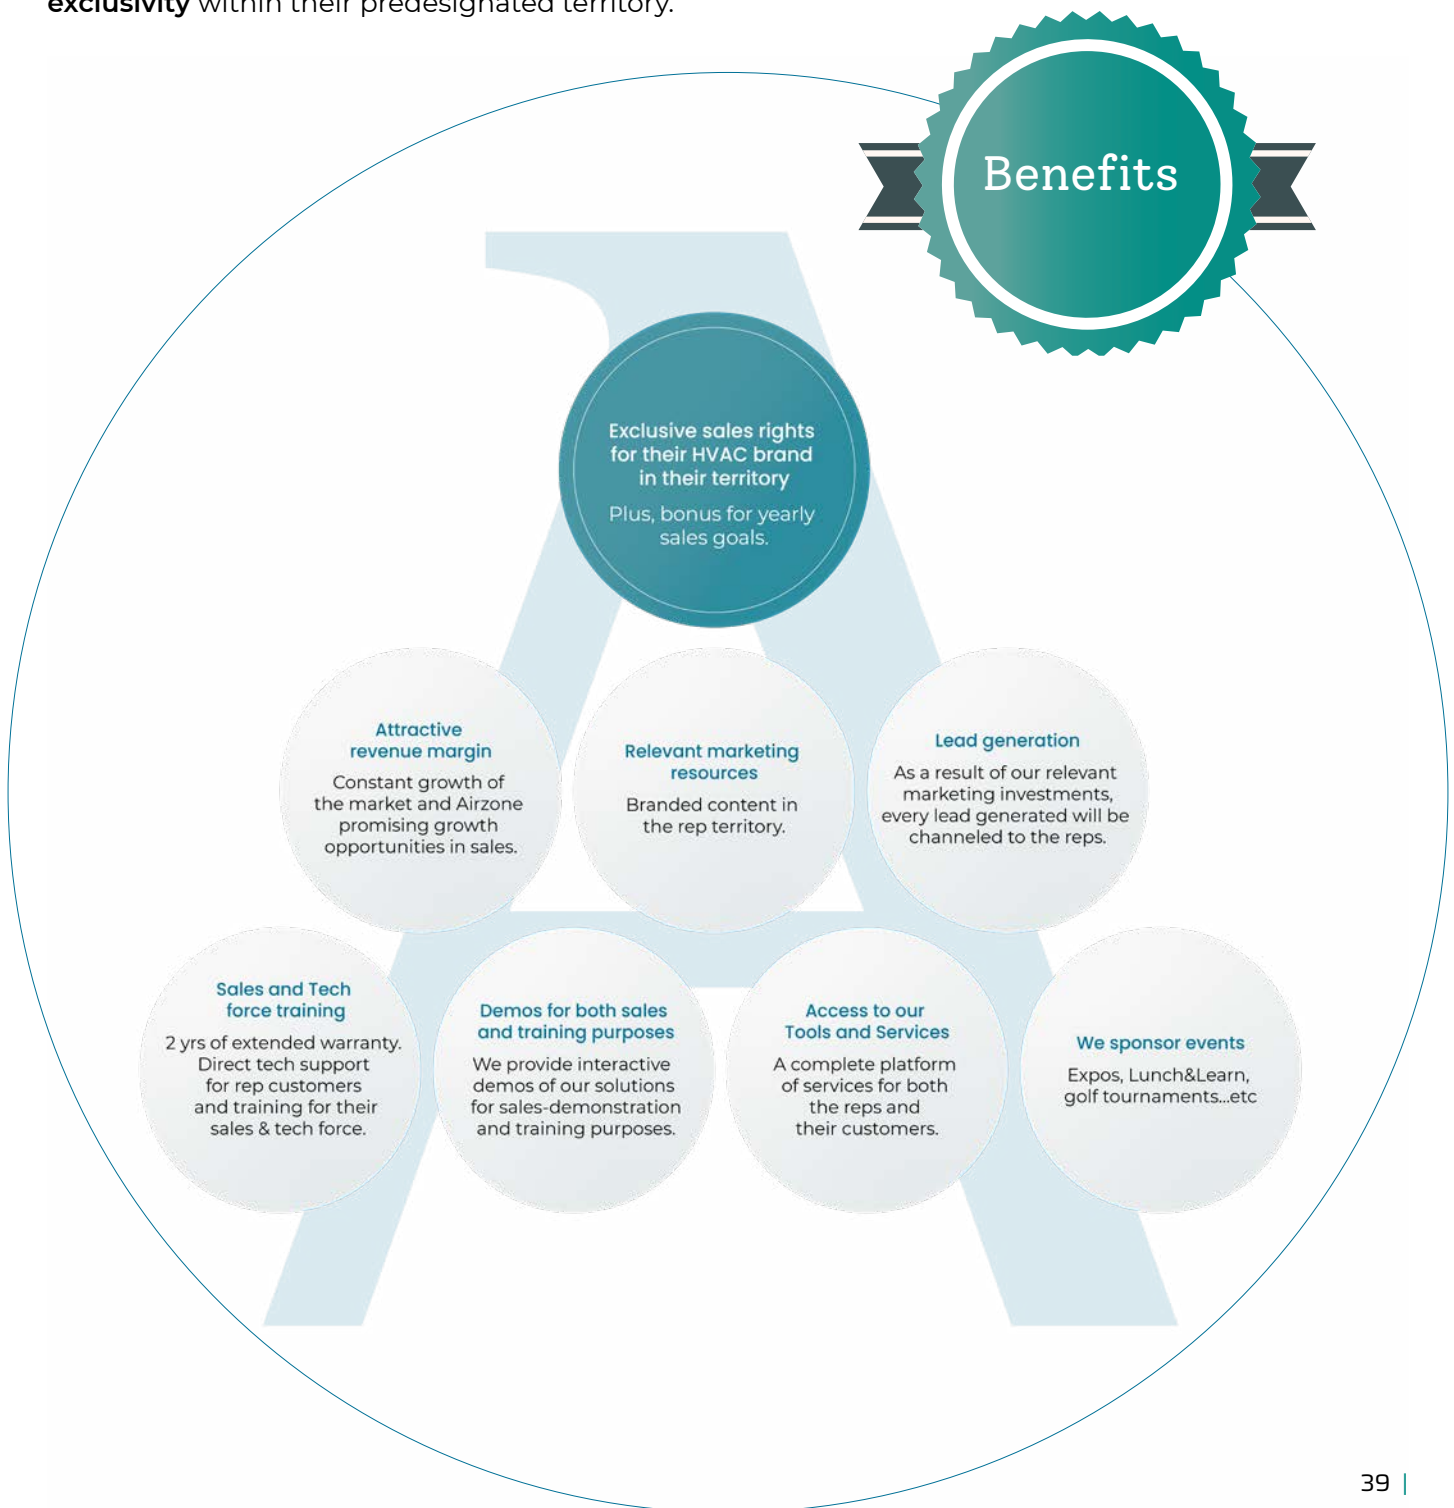 exclusivity within their predesignated territory.
Benefits
Exclusive sales rights
for their HVAC brand
in their territory
Plus, bonus for yearly
sales goals.
Attractive
revenue margin
Constant growth of
the market and Airzone
promising growth
opportunities in sales.
Relevant marketing
resources
Branded content in
the rep territory.
Lead generation
As a result of our relevant
marketing investments,
every lead generated will be
channeled to the reps.
Sales and Tech
force training
2 yrs of extended warranty.
Direct tech support
for rep customers
and training for their
sales & tech force.
Demos for both sales
and training purposes
We provide interactive
demos of our solutions
for sales-demonstration
and training purposes.
Access to our
Tools and Services
A complete platform
of services for both
the reps and
their customers.
We sponsor events
Expos, Lunch&Learn,
golf tournaments...etc
39 |